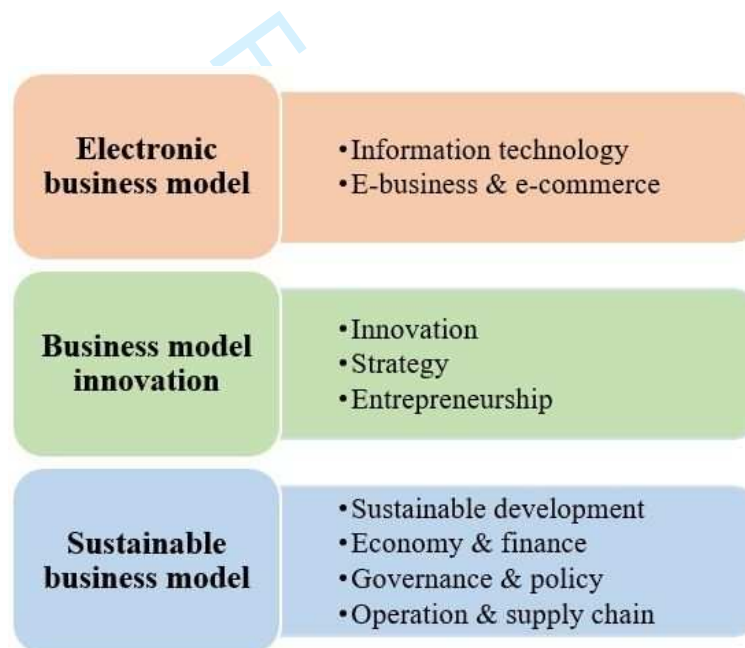 Electronic
business model
•Information technology
•E-business & e-commerce
Business model
innovation
•Innovation
•Strategy
•Entrepreneurship
Sustainable
business model
•Sustainable development
•Economy & finance
•Governance & policy
•Operation & supply chain